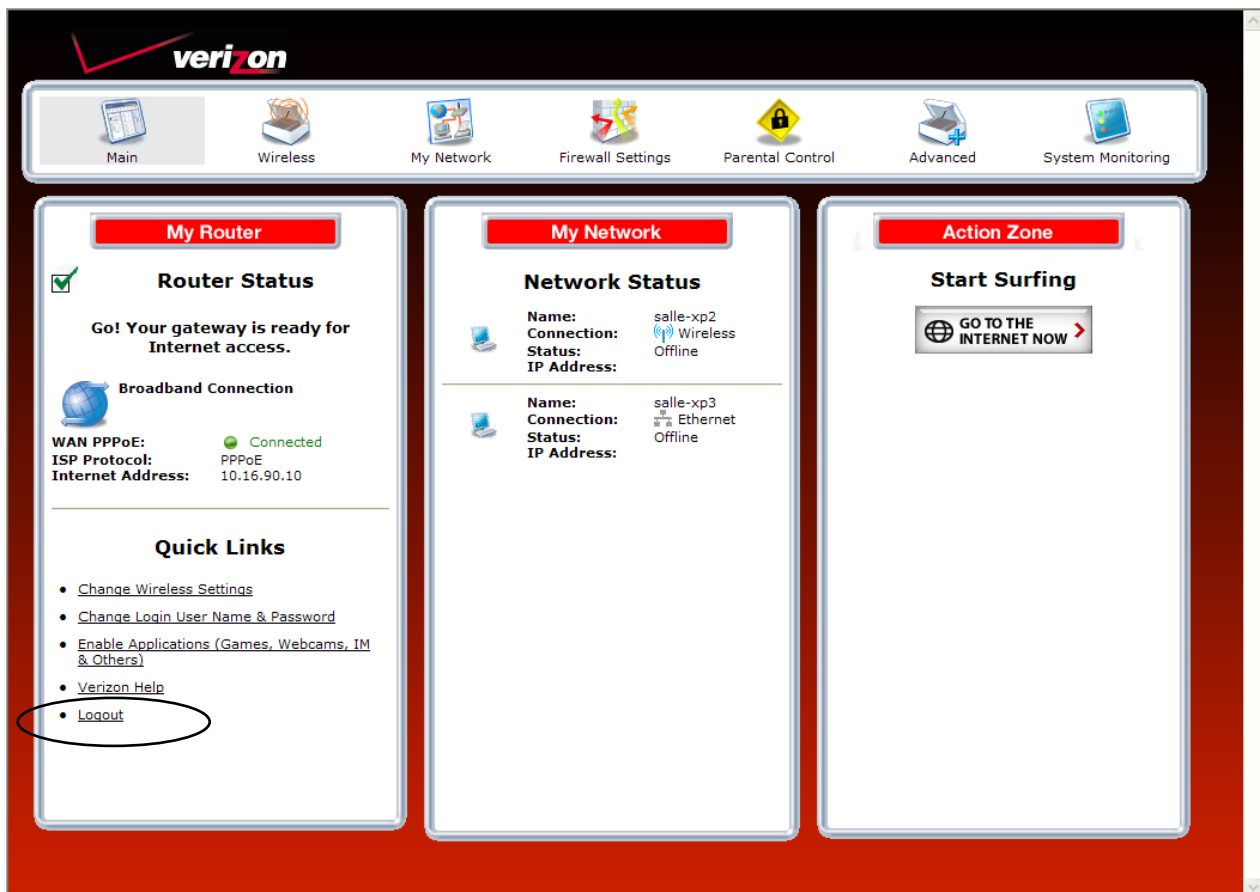 verizon
Main
Wireless
My Network
Firewall Settings
Parental Control
Advanced
System Monitoring
My Router
Router Status
Go! Your gateway is ready for
Internet access.
Broadband Connection
WAN PPPoE: Connected
ISP Protocol: PPPoE
Internet Address: 10.16.90.10
Quick Links
• Change Wireless Settings
• Change Login User Name & Password
• Enable Applications (Games, Webcams, IM
& Others)
• Verizon Help
• Logout
My Network
Network Status
Name: salle-xp2
Connection: Wireless
Status: Offline
IP Address:
Name: salle-xp3
Connection: Ethernet
Status: Offline
IP Address:
Action Zone
Start Surfing
GO TO THE
INTERNET NOW